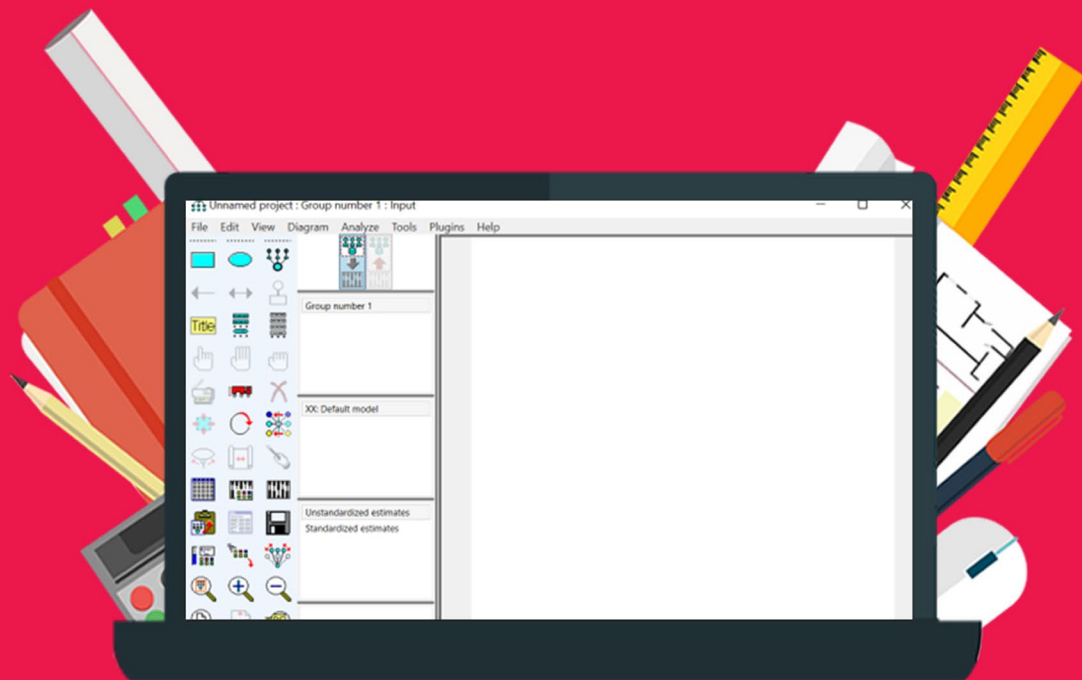 Unnamed project : Group number 1 : Input
File Edit View Diagram Analyze Tools Plugins Help
Title
Group number 1
XX: Default model
Unstandardized estimates
Standardized estimates